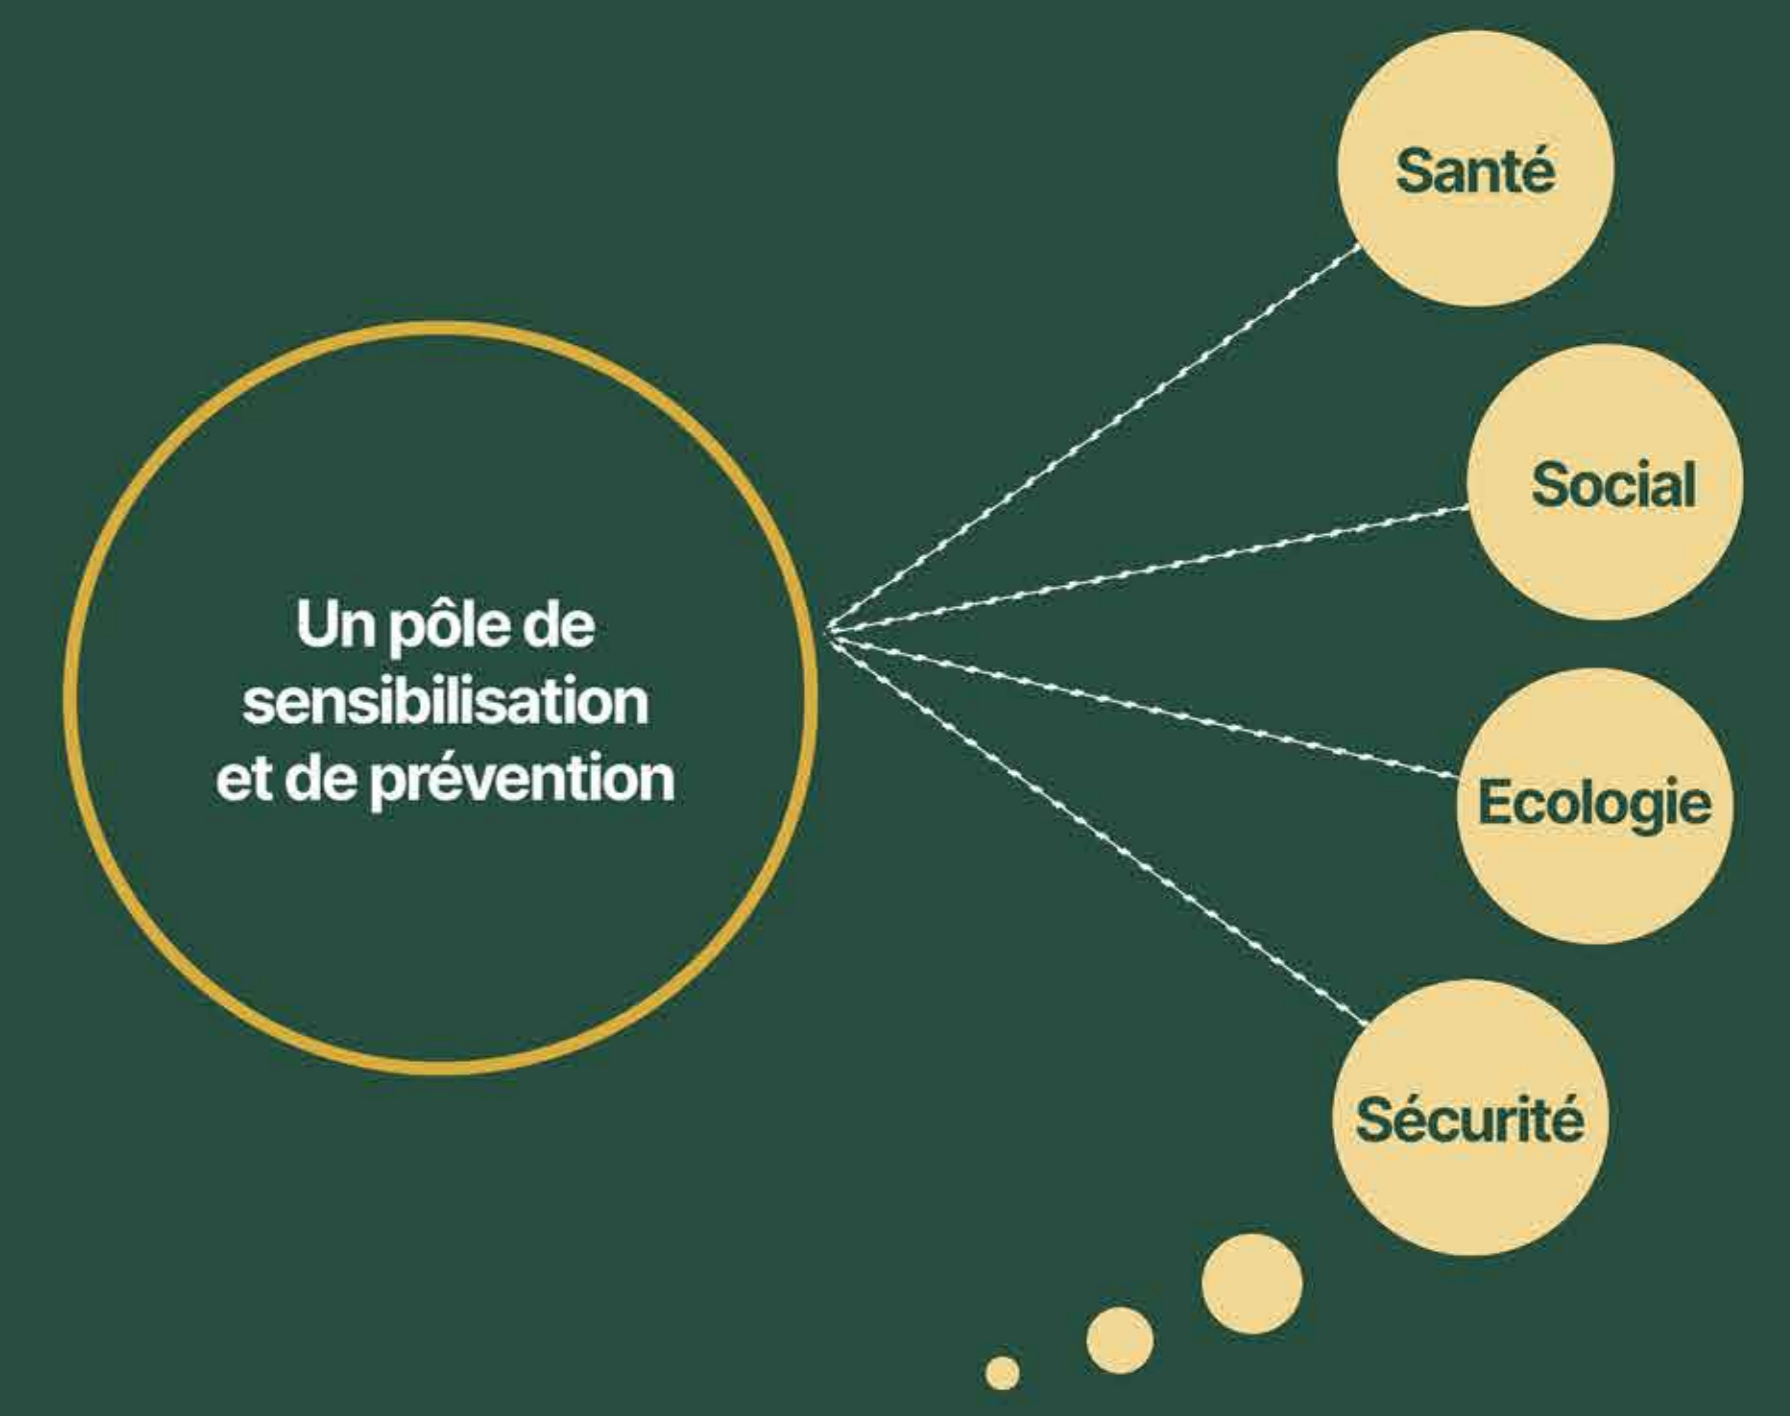 Un pôle de
sensibilisation
et de prévention
Santé
Social
Ecologie
Sécurité